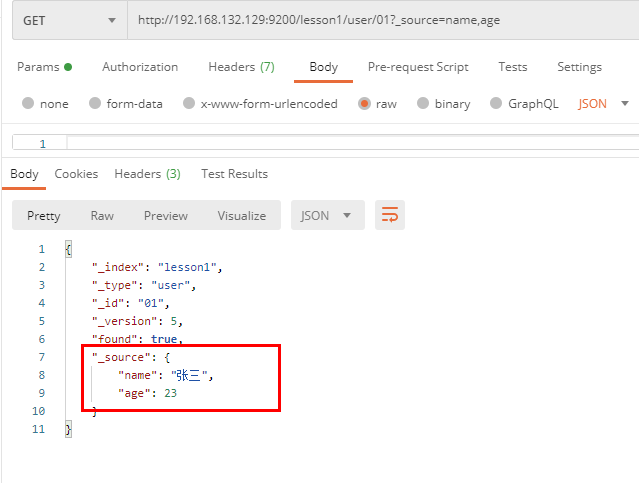 GET http://192.168.132.129:9200/lesson1/user/01?_source=name,age
Params Authorization Headers (7) Body Pre-request Script Tests Settings
none form-data x-www-form-urlencoded raw binary GraphQL JSON
1
Body Cookies Headers (3) Test Results
Pretty Raw Preview Visualize JSON
1 {
2 "_index": "lesson1",
3 "_type": "user",
4 "_id": "01",
5 "_version": 5,
6 "found": true,
7 "_source": {
8 "name": "张三",
9 "age": 23
10 }
11 }